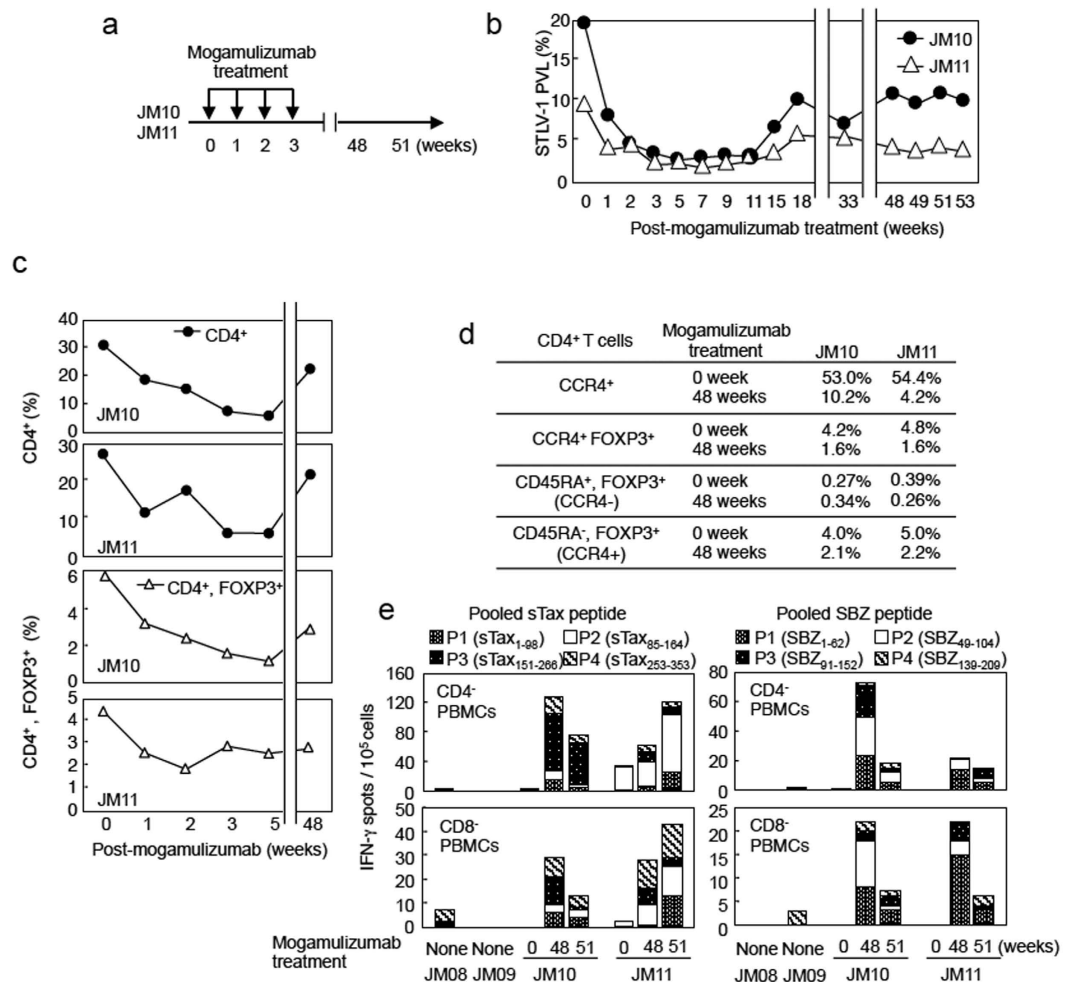 a
Mogamulizumab
treatment
JM10
JM11
0 1 2 3 48 51 (weeks)
b
STLV-1 PVL (%)
20
15
10
5
0
JM10
JM11
0 1 2 3 5 7 9 11 15 18 33 48 49 51 53
Post-mogamulizumab treatment (weeks)
c
CD4⁺ (%)
40
30
20
10
0
CD4⁺
JM10
30
20
10
0
JM11
CD4⁺, FOXP3⁺ (%)
6
4
2
0
CD4⁺, FOXP3⁺
JM10
5
4
3
2
1
0
JM11
0 1 2 3 5 48
Post-mogamulizumab (weeks)
d
CD4⁺ T cells Mogamulizumab treatment JM10 JM11
CCR4⁺ 0 week 53.0% 54.4%
48 weeks 10.2% 4.2%
CCR4⁺ FOXP3⁺ 0 week 4.2% 4.8%
48 weeks 1.6% 1.6%
CD45RA⁺, FOXP3⁺ 0 week 0.27% 0.39%
(CCR4-) 48 weeks 0.34% 0.26%
CD45RA⁻, FOXP3⁺ 0 week 4.0% 5.0%
(CCR4+) 48 weeks 2.1% 2.2%
e
Pooled sTax peptide
P1 (sTax₁₋₉₈) P2 (sTax₈₅₋₁₆₄)
P3 (sTax₁₅₁₋₂₆₆) P4 (sTax₂₅₃₋₃₅₃)
Pooled SBZ peptide
P1 (SBZ₁₋₆₂) P2 (SBZ₄₉₋₁₀₄)
P3 (SBZ₉₁₋₁₅₂) P4 (SBZ₁₃₉₋₂₀₉)
IFN-γ spots / 10⁵cells
160
120
80
40
0
CD4⁻
PBMCs
80
60
40
20
0
CD4⁻
PBMCs
50
40
30
20
10
0
CD8⁻
PBMCs
25
20
15
10
5
0
CD8⁻
PBMCs
Mogamulizumab
treatment
None None 0 48 51 0 48 51
JM08 JM09 JM10 JM11
None None 0 48 51 0 48 51 (weeks)
JM08 JM09 JM10 JM11